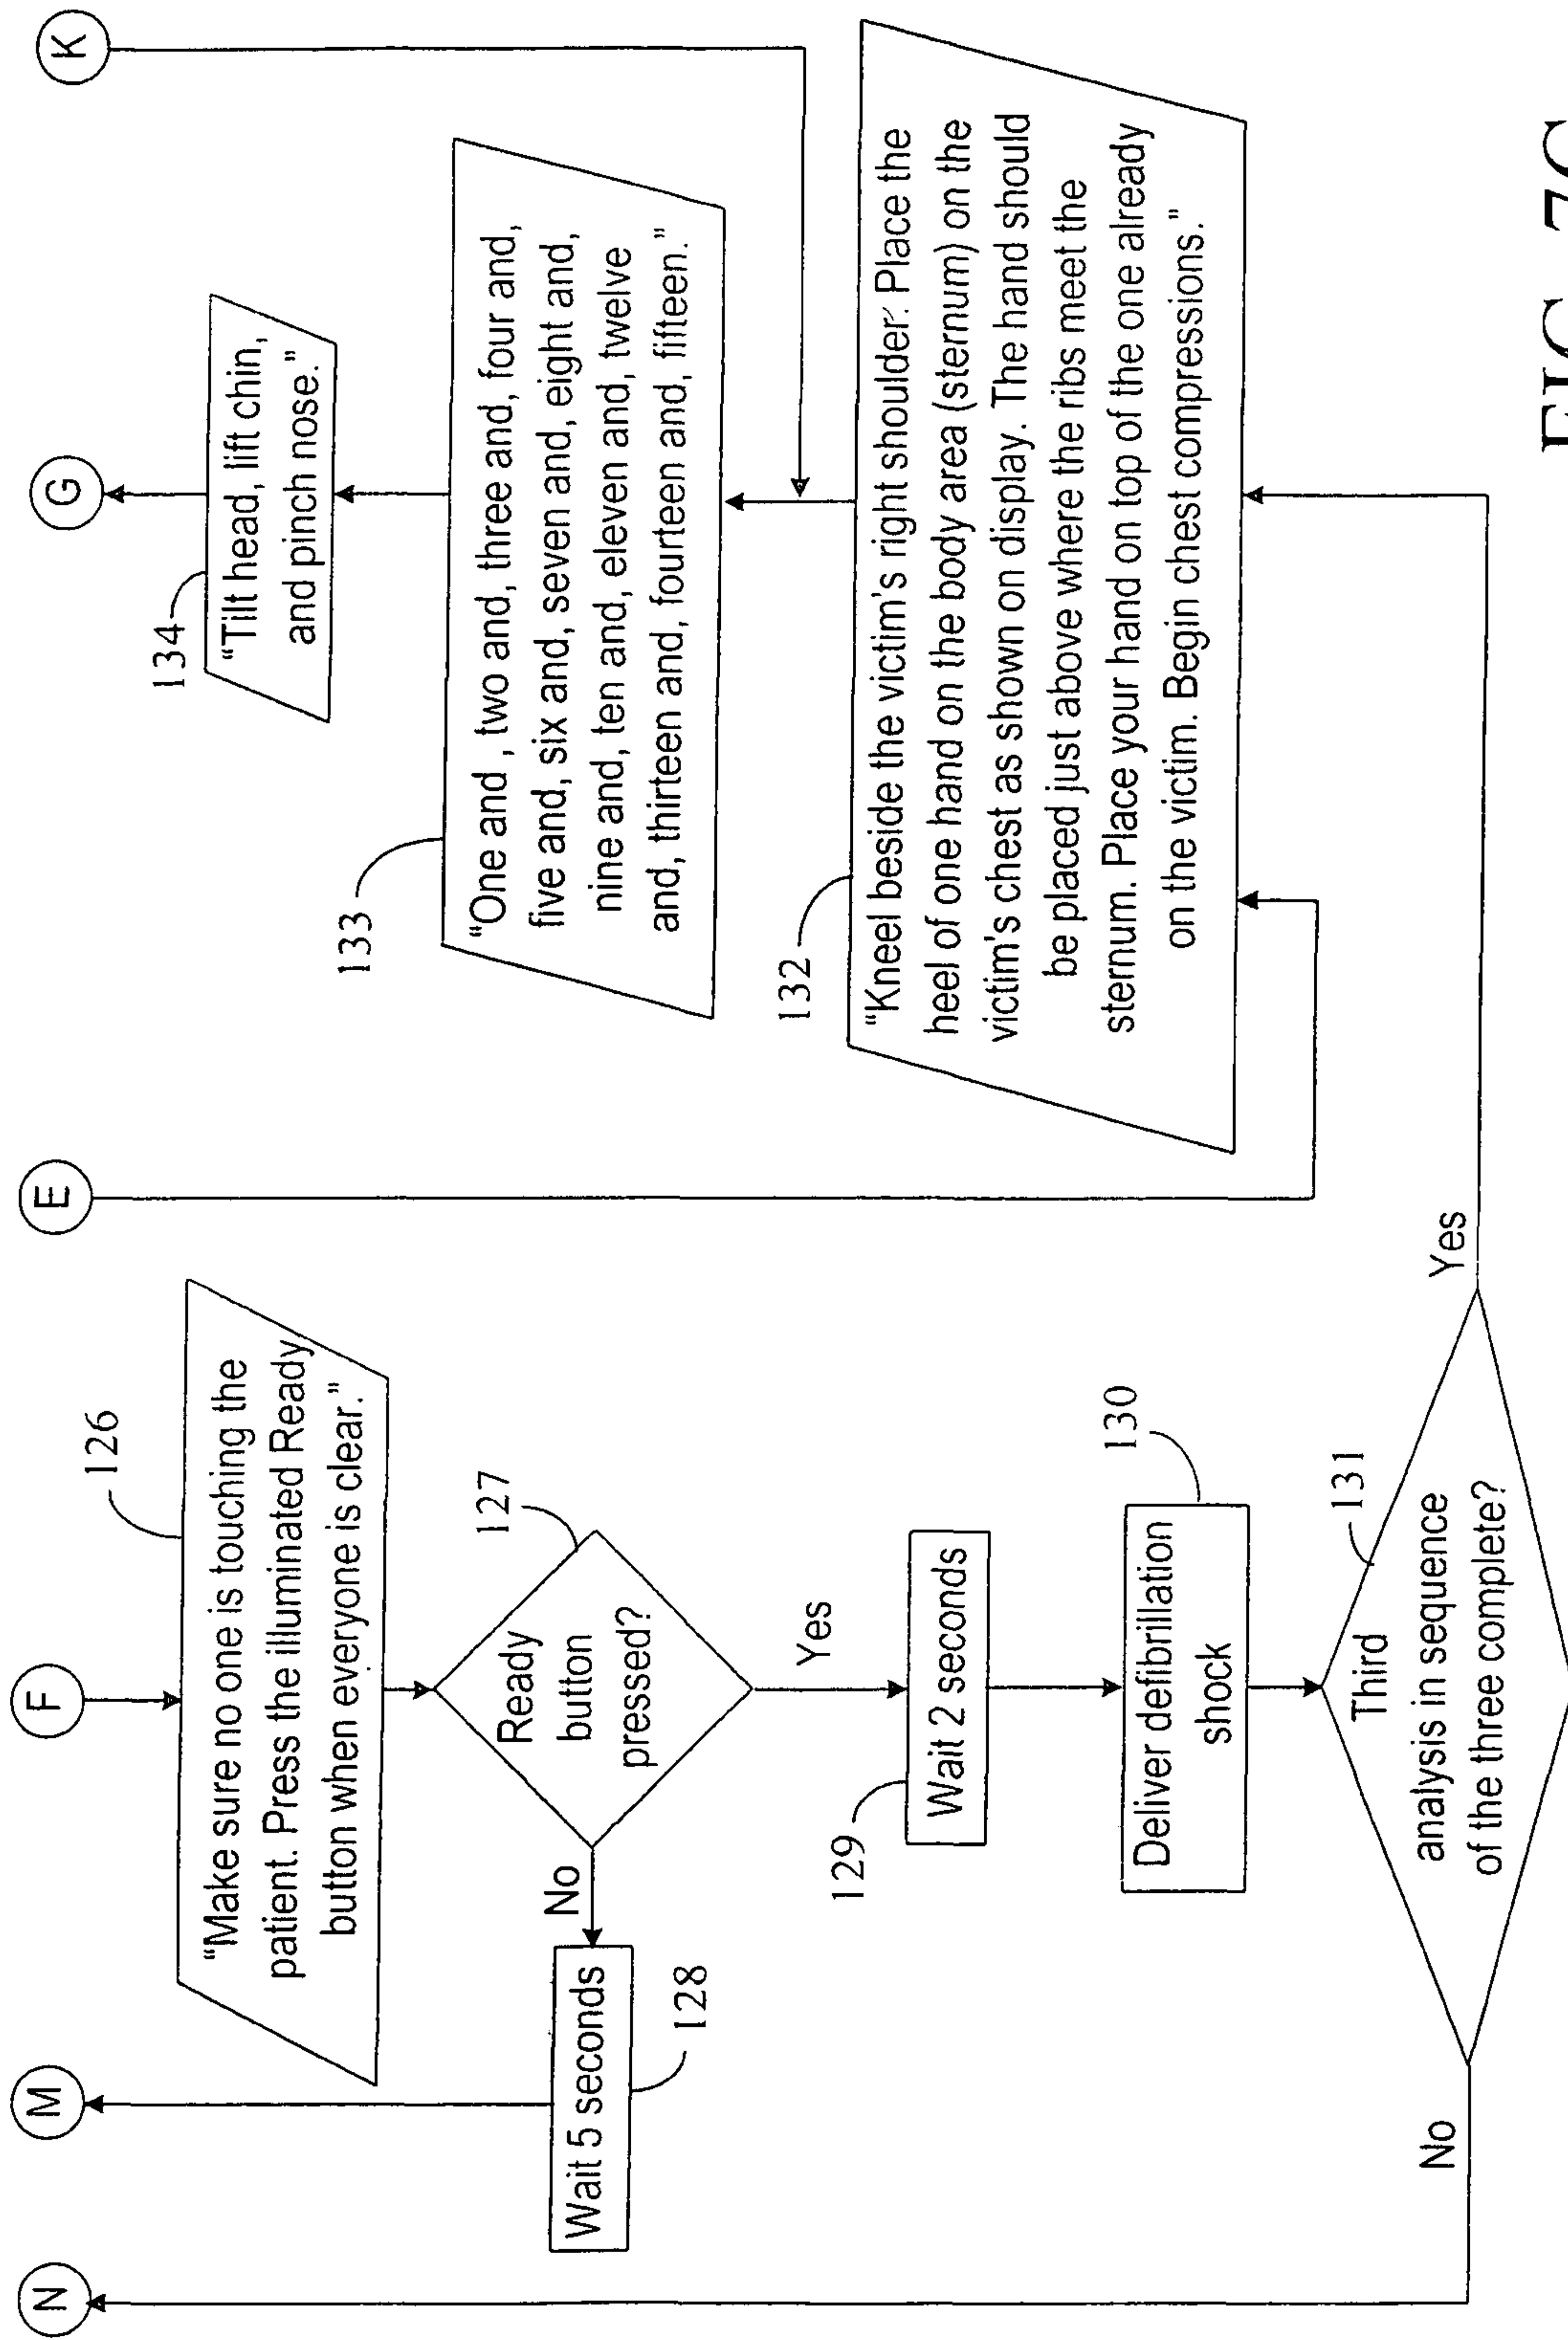 N
M
F
E
G
K
126
"Make sure no one is touching the
patient. Press the illuminated Ready
button when everyone is clear."
127
Ready
button
pressed?
No
Yes
Wait 5 seconds
128
129
Wait 2 seconds
130
Deliver defibrillation
shock
131
Third
analysis in sequence
of the three complete?
No
Yes
134
"Tilt head, lift chin,
and pinch nose."
133
"One and , two and, three and, four and,
five and, six and, seven and, eight and,
nine and, ten and, eleven and, twelve
and, thirteen and, fourteen and, fifteen."
132
"Kneel beside the victim's right shoulder. Place the
heel of one hand on the body area (sternum) on the
victim's chest as shown on display. The hand should
be placed just above where the ribs meet the
sternum. Place your hand on top of the one already
on the victim. Begin chest compressions."
FIG. 7C